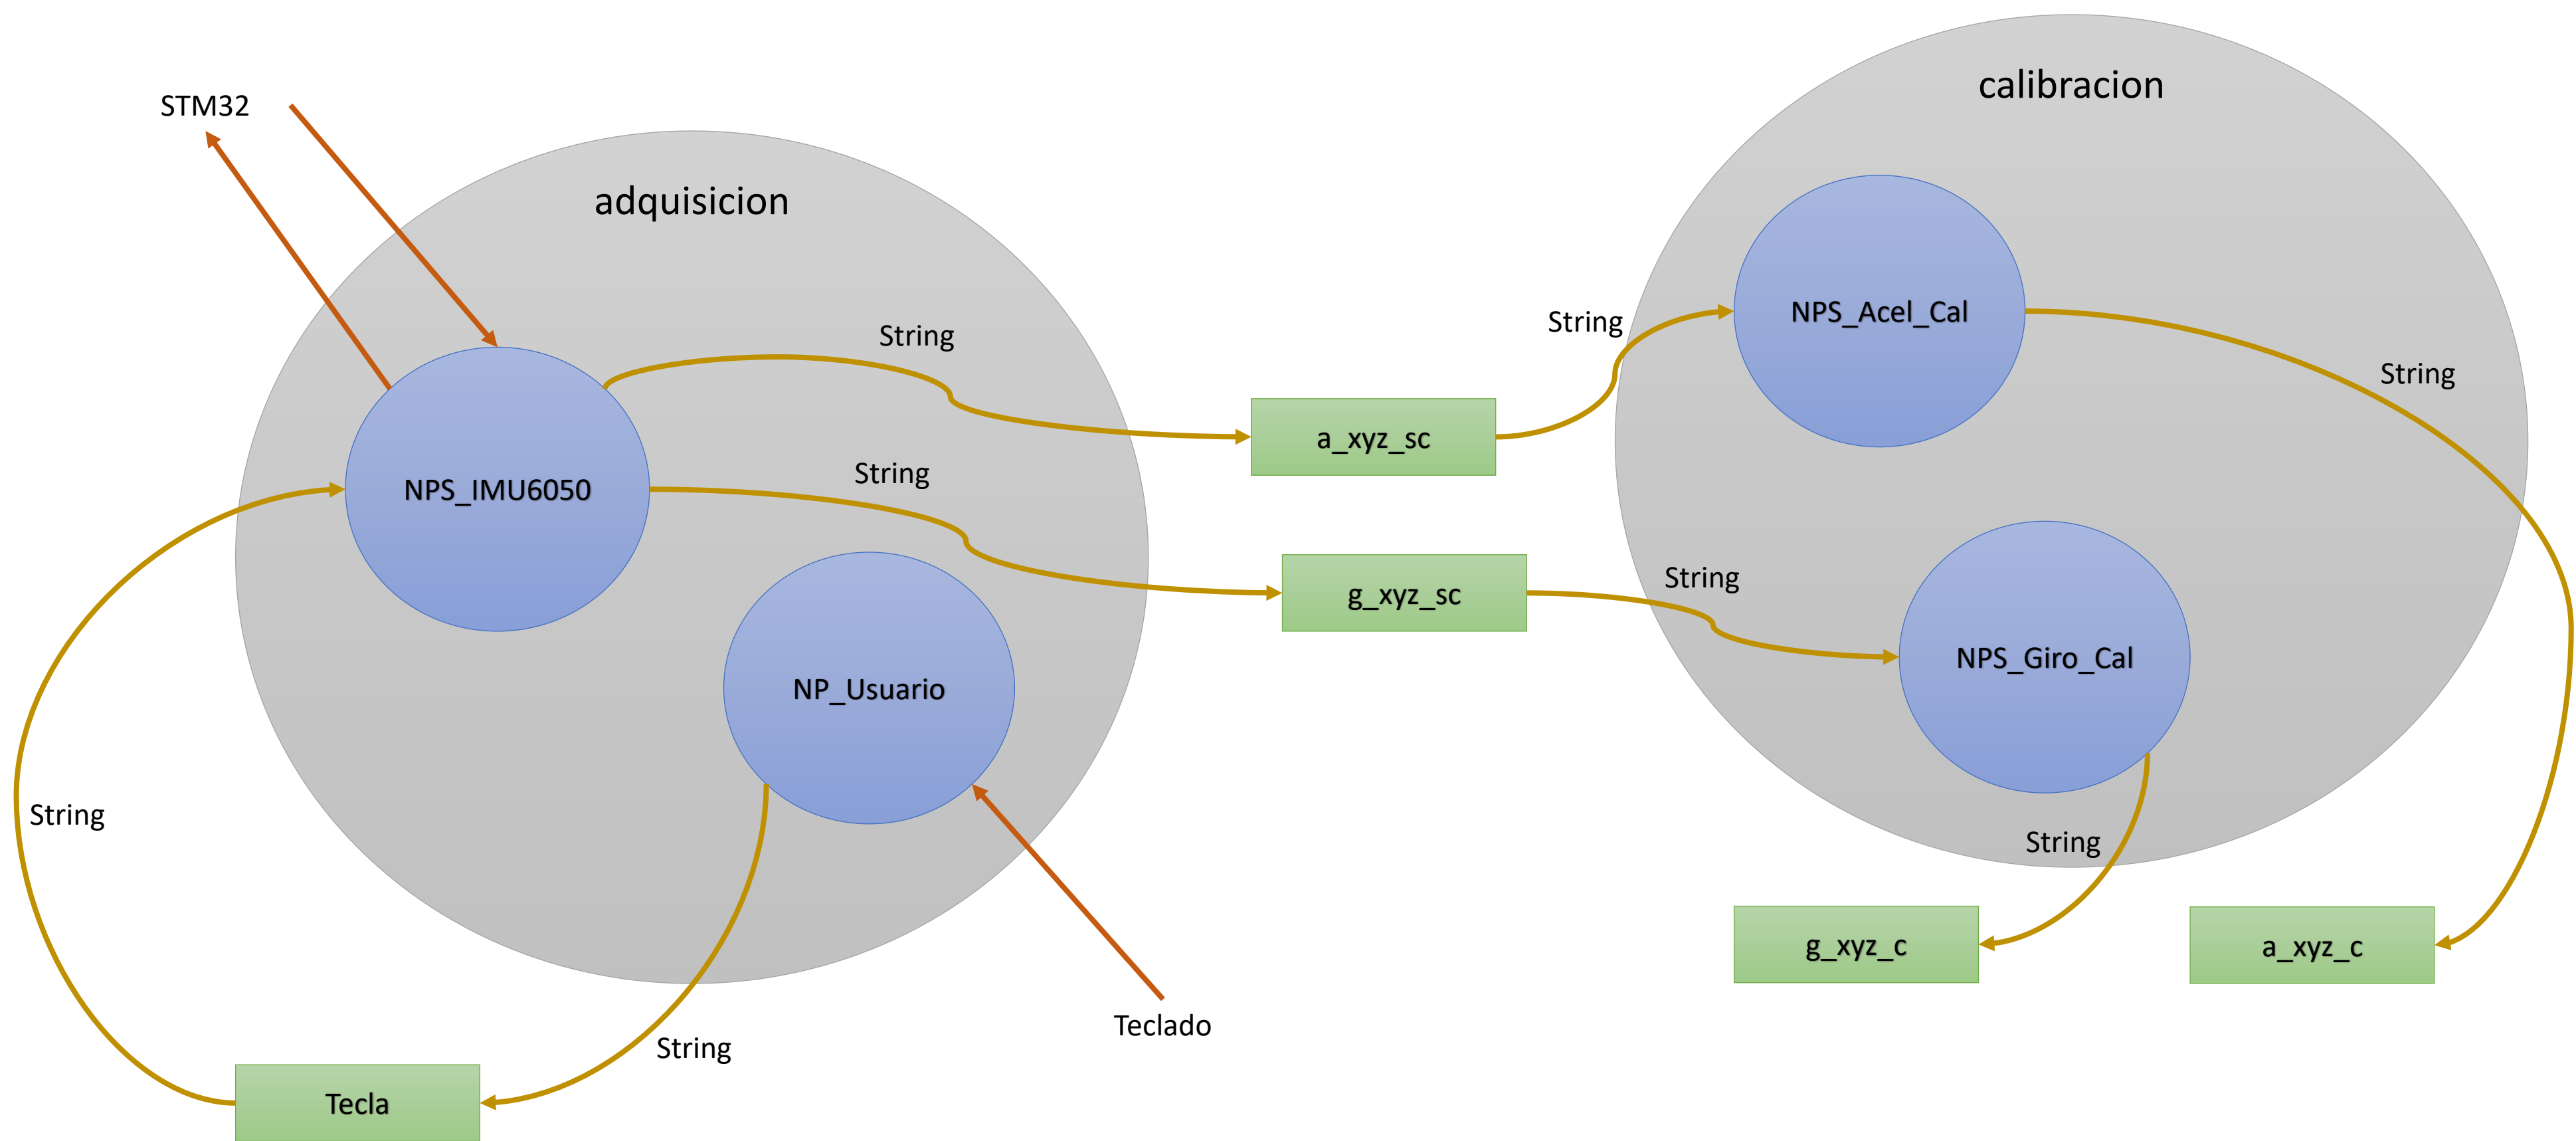 STM32
adquisicion
String
NPS_IMU6050
String
NP_Usuario
String
Tecla
String
Teclado
a_xyz_sc
g_xyz_sc
calibracion
String
NPS_Acel_Cal
String
String
NPS_Giro_Cal
String
g_xyz_c
a_xyz_c